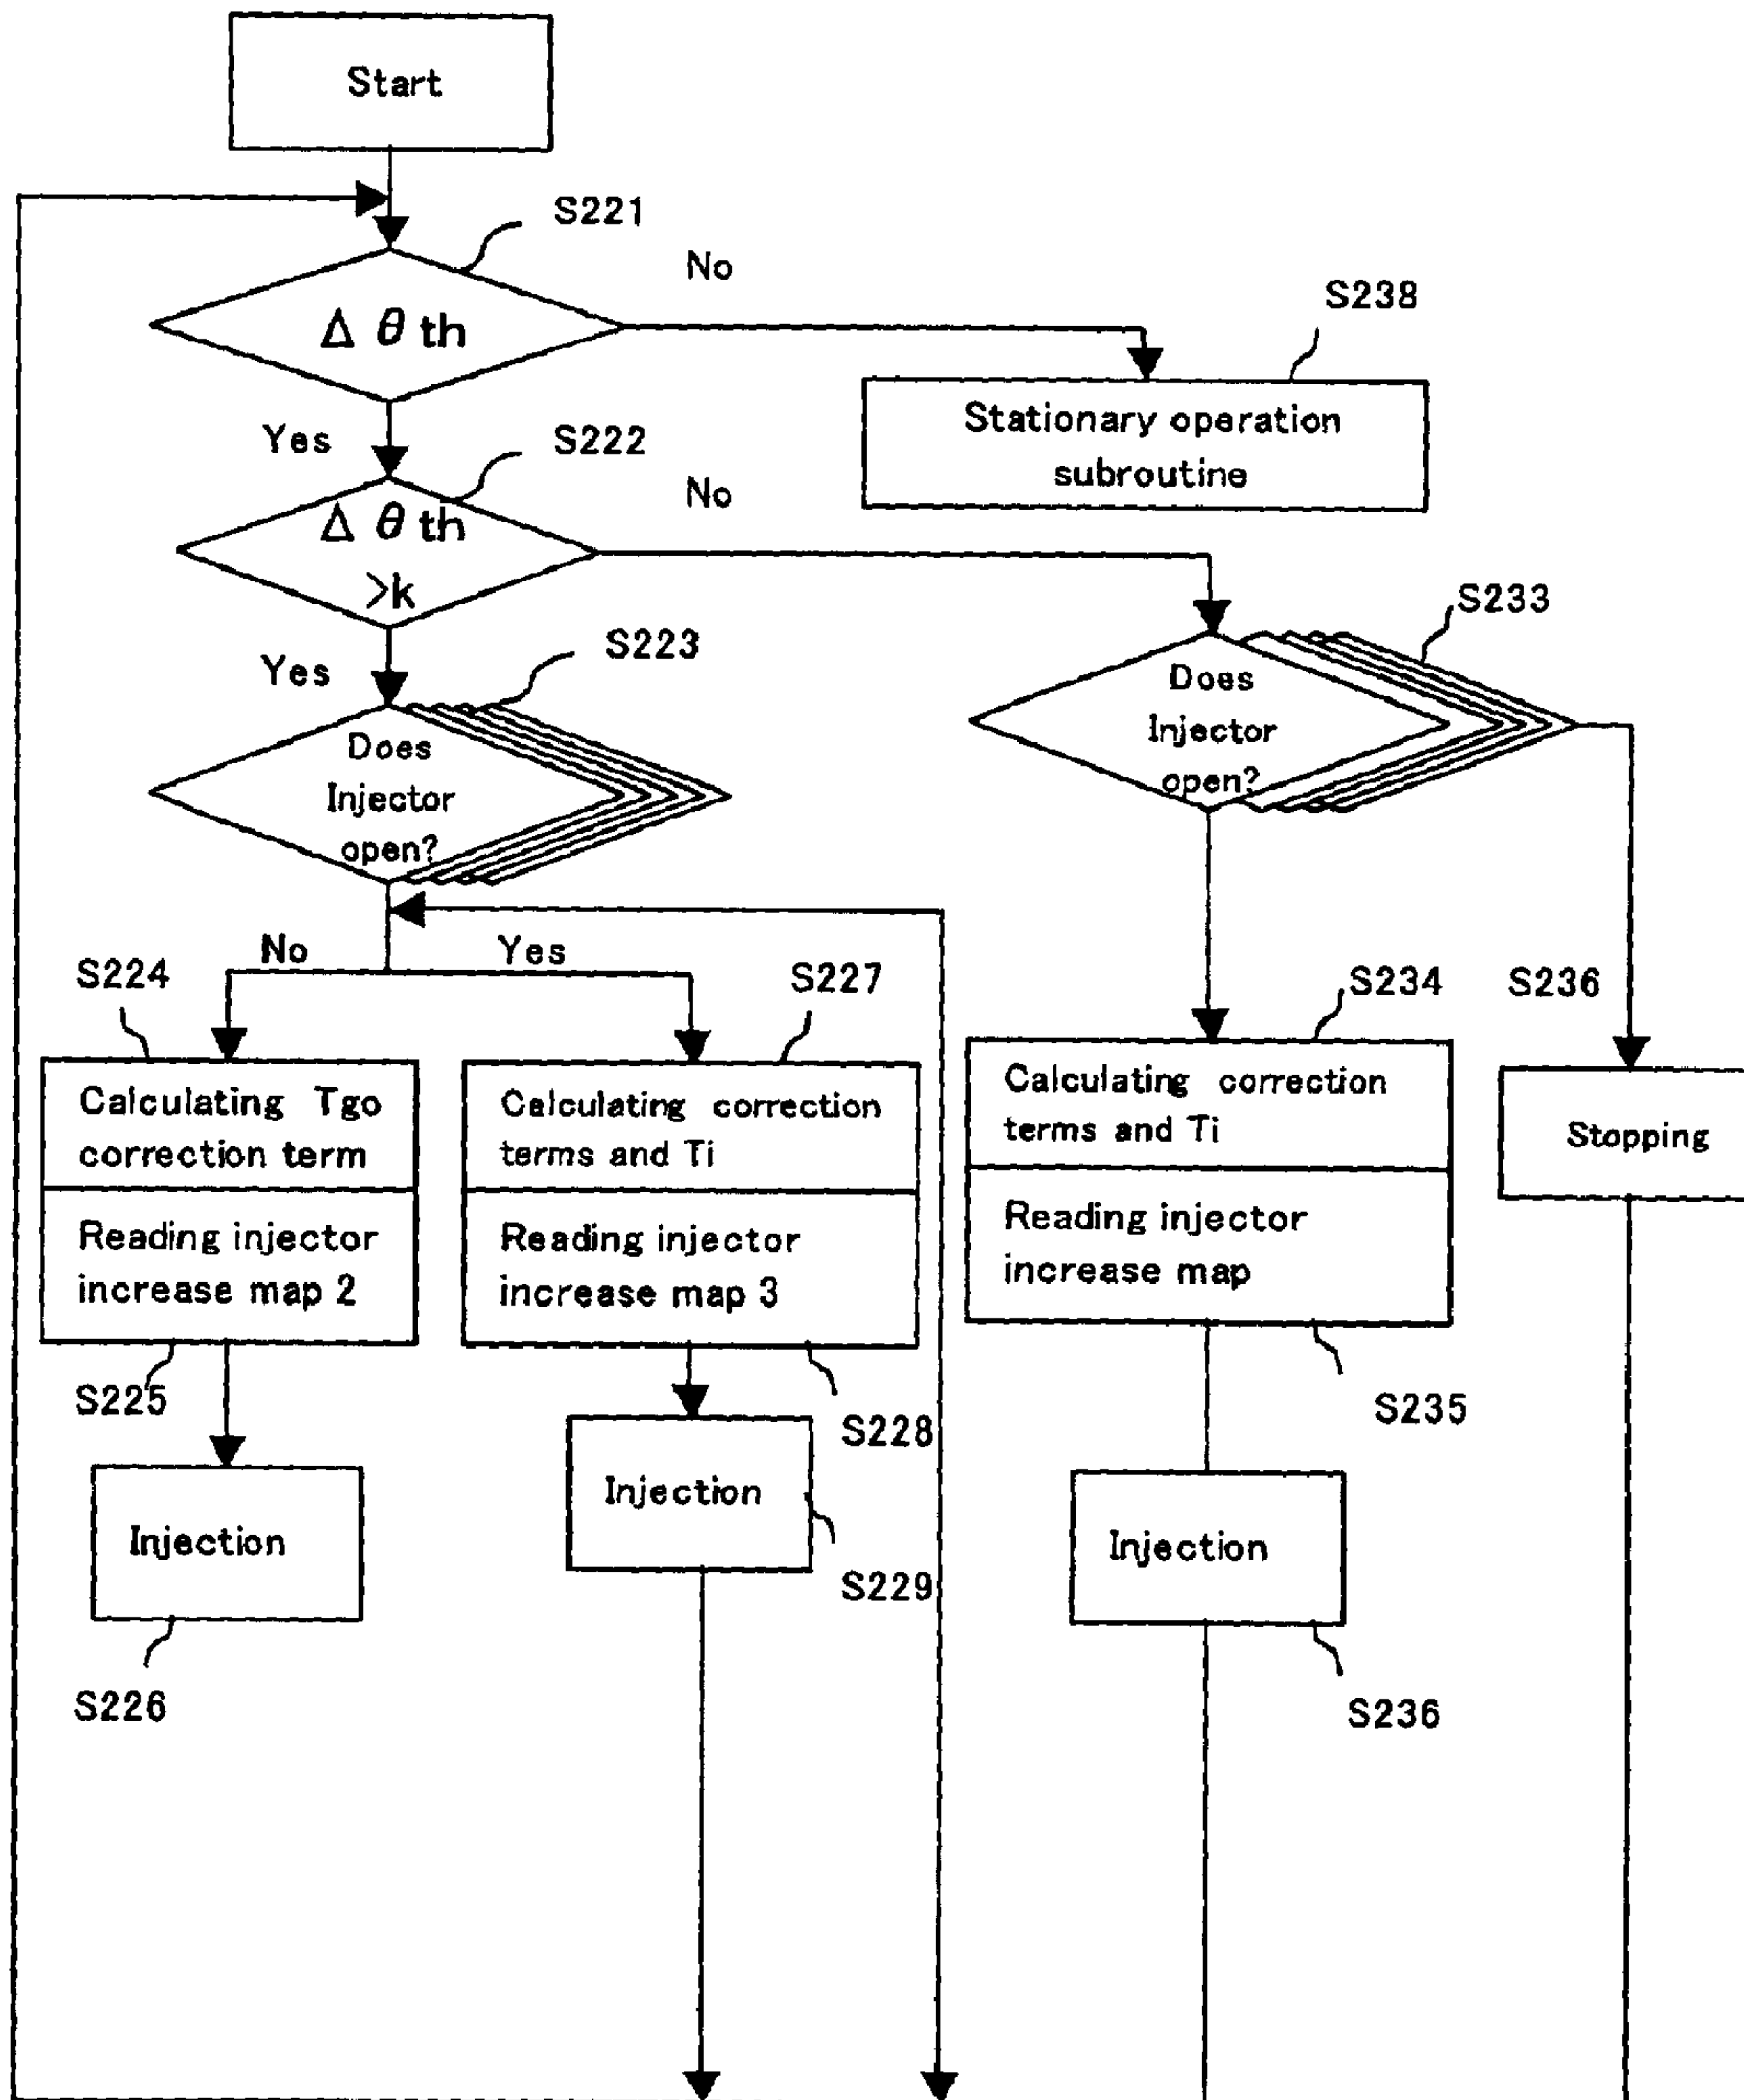 Start
S221
No
Δ θ th
S238
Stationary operation
subroutine
Yes
S222
No
Δ θ th
>k
S233
Yes
S223
Does
Injector
open?
Does
Injector
open?
No
Yes
S224
S227
S234
S236
Calculating Tgo
correction term
Calculating correction
terms and Ti
Calculating correction
terms and Ti
Stopping
Reading injector
increase map 2
Reading injector
increase map 3
Reading injector
increase map
S225
S228
S235
Injection
Injection
Injection
S229
S226
S236